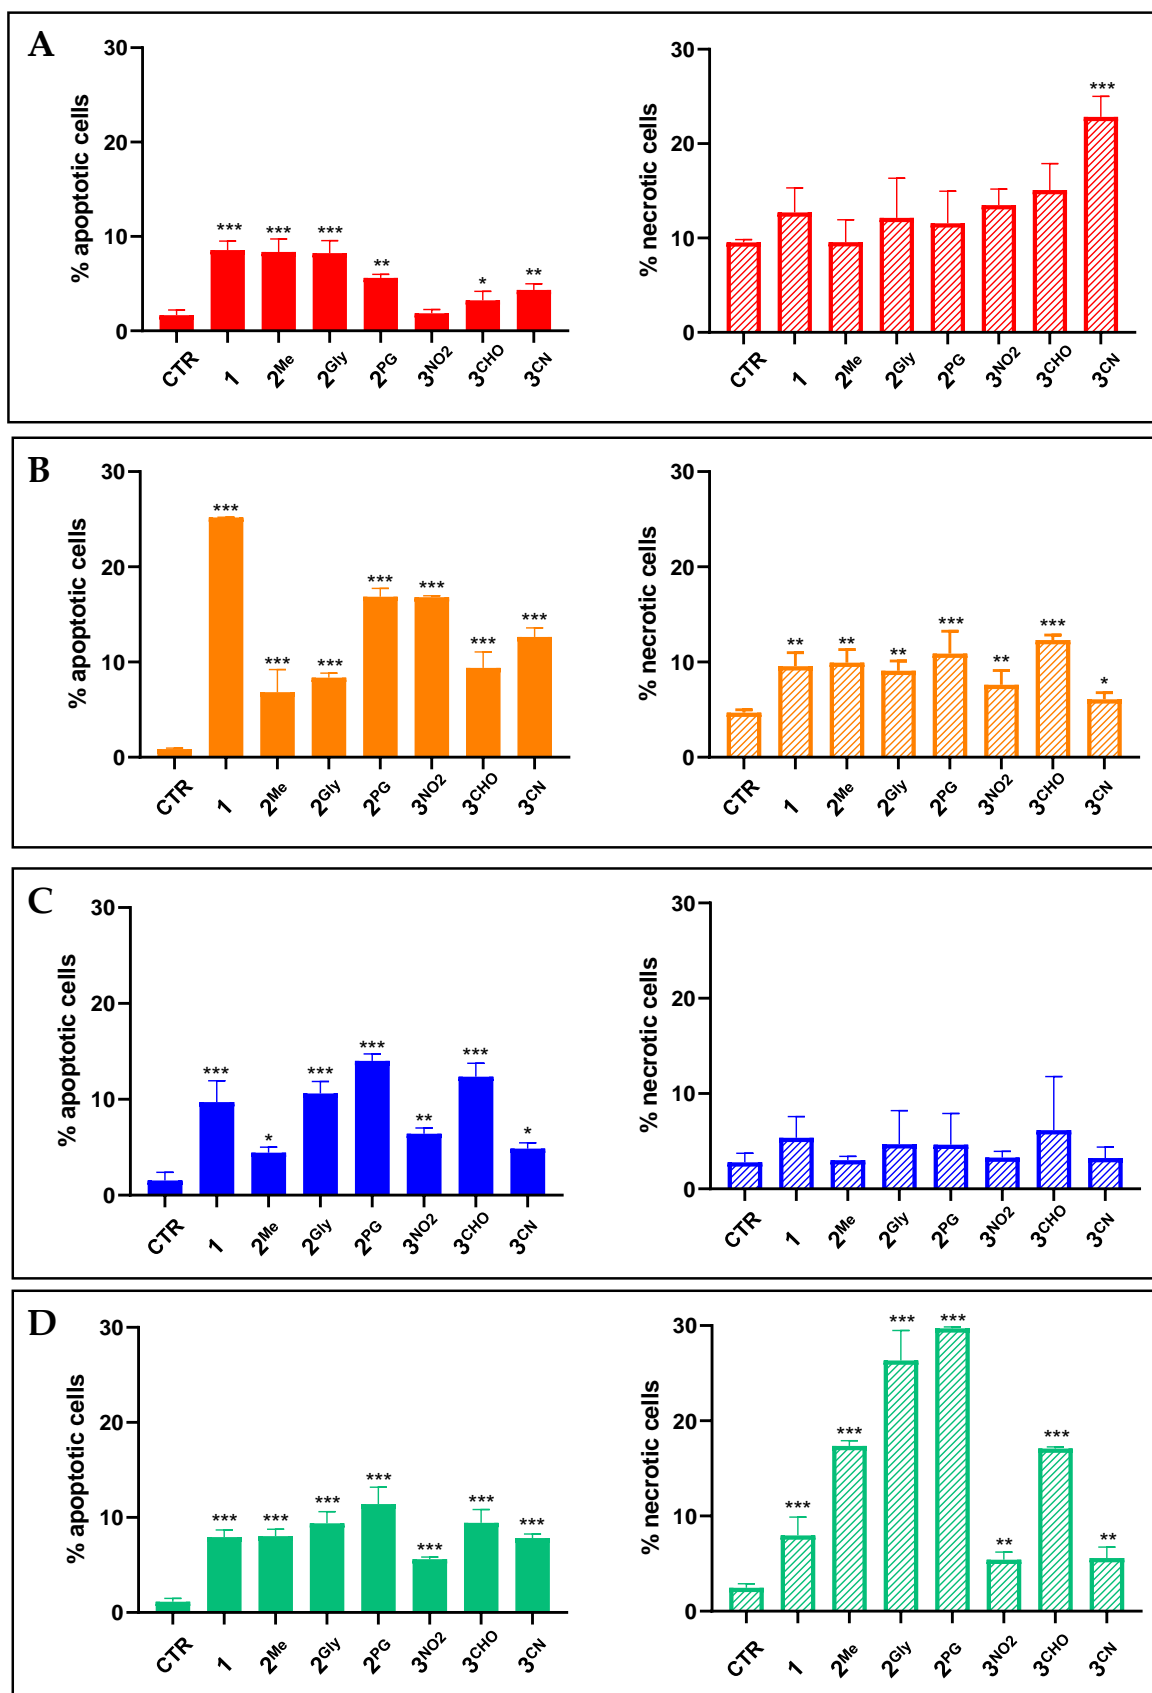 A
% apoptotic cells
30
20
10
0
*** *** *** ** * **
CTR 1 2Me 2Gly 2PG 3NO2 3CHO 3CN
% necrotic cells
30
20
10
0
***
CTR 1 2Me 2Gly 2PG 3NO2 3CHO 3CN
B
% apoptotic cells
30
20
10
0
*** *** *** *** *** *** ***
CTR 1 2Me 2Gly 2PG 3NO2 3CHO 3CN
% necrotic cells
30
20
10
0
** ** ** *** ** *** *
CTR 1 2Me 2Gly 2PG 3NO2 3CHO 3CN
C
% apoptotic cells
30
20
10
0
*** * *** *** ** *** *
CTR 1 2Me 2Gly 2PG 3NO2 3CHO 3CN
% necrotic cells
30
20
10
0
CTR 1 2Me 2Gly 2PG 3NO2 3CHO 3CN
D
% apoptotic cells
30
20
10
0
*** *** *** *** *** *** ***
CTR 1 2Me 2Gly 2PG 3NO2 3CHO 3CN
% necrotic cells
30
20
10
0
*** *** *** *** ** *** **
CTR 1 2Me 2Gly 2PG 3NO2 3CHO 3CN